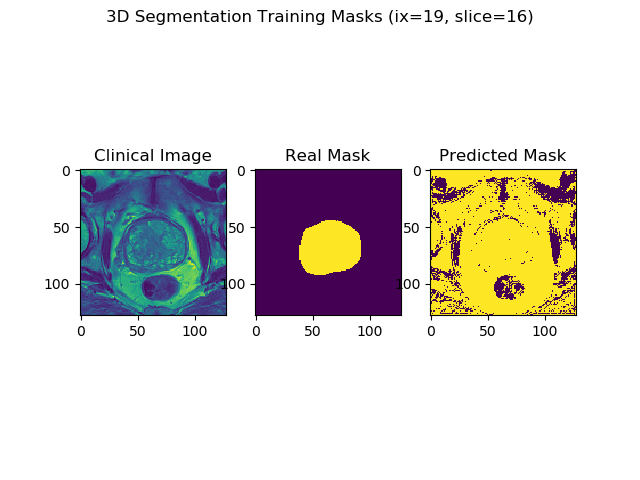 3D Segmentation Training Masks (ix=19, slice=16)
Clinical Image Real Mask Predicted Mask
0 0 0
50 50 50
100 100 100
0 100 0 50 100 0 50 100